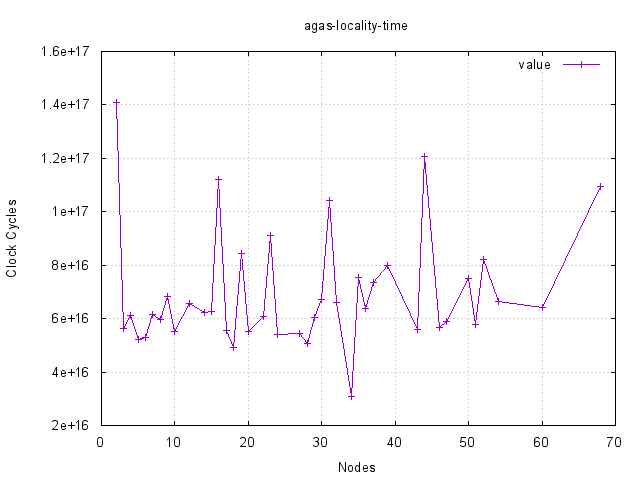 agas-locality-time
value
1.6e+17
1.4e+17
1.2e+17
1e+17
8e+16
6e+16
4e+16
2e+16
Clock Cycles
0 10 20 30 40 50 60 70
Nodes